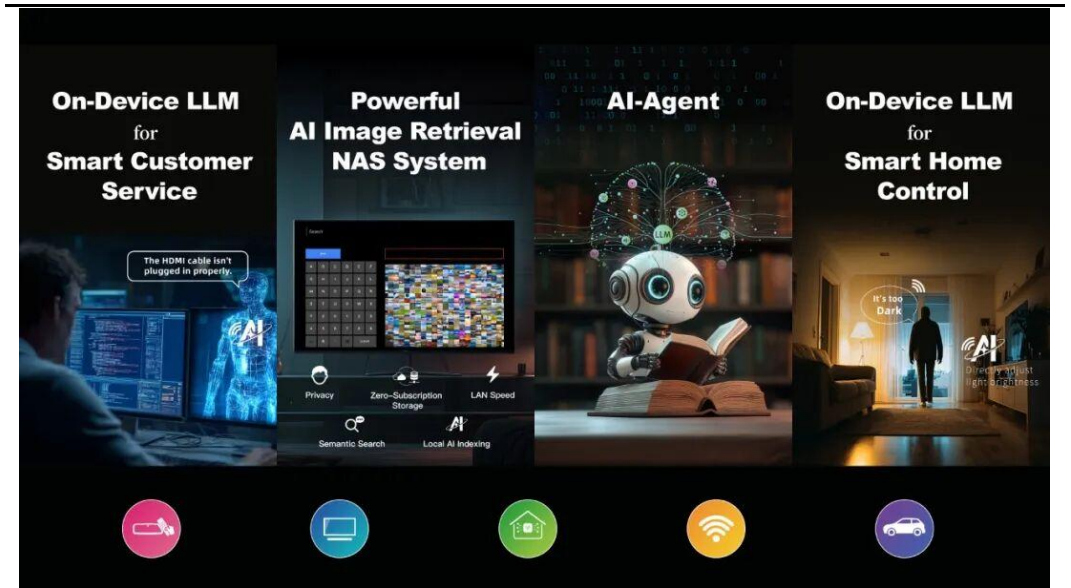 On-Device LLM
for
Smart Customer
Service
The HDMI cable isn't
plugged in properly.
AI
Powerful
AI Image Retrieval
NAS System
Search
Privacy
Zero-Subscription
Storage
LAN Speed
Semantic Search
AI
Local AI Indexing
AI-Agent
LLM
On-Device LLM
for
Smart Home
Control
It's too
Dark
AI
Directly adjust
light brightness